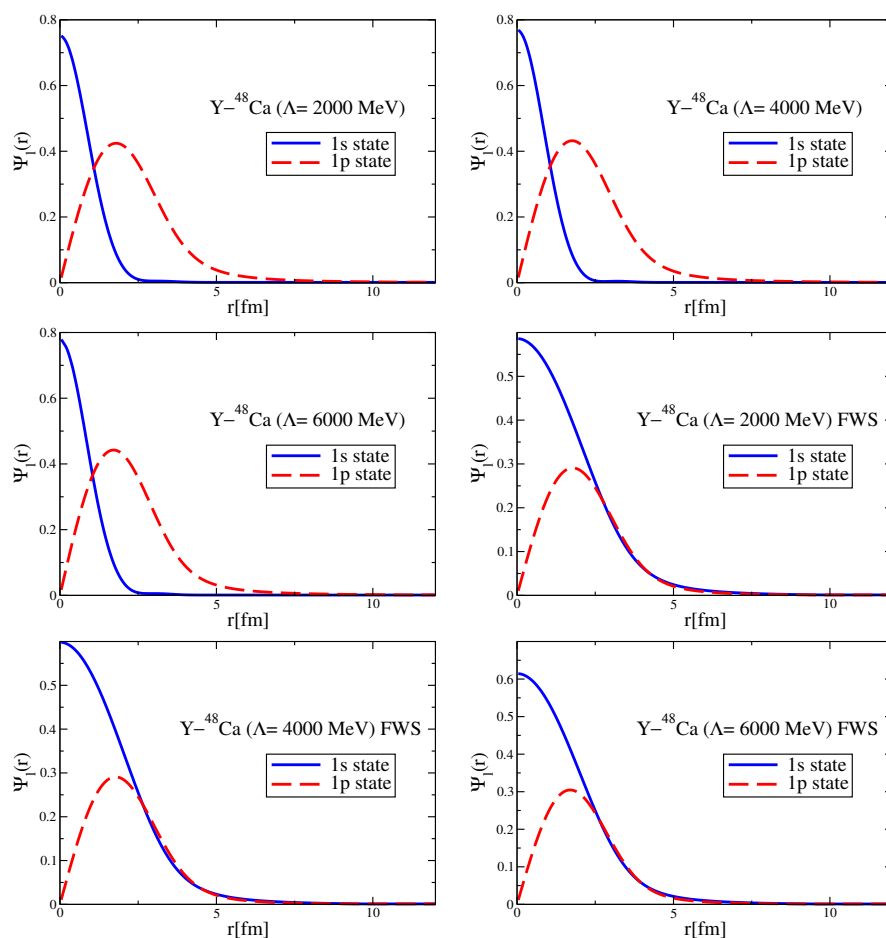 0.8
0.6
0.4
0.2
0
Ψ_l(r)
Y−⁴⁸Ca (Λ= 2000 MeV)
1s state
1p state
0 5 10
r[fm]
0.8
0.6
0.4
0.2
0
Ψ_l(r)
Y−⁴⁸Ca (Λ= 4000 MeV)
1s state
1p state
0 5 10
r[fm]
0.8
0.6
0.4
0.2
0
Ψ_l(r)
Y−⁴⁸Ca (Λ= 6000 MeV)
1s state
1p state
0 5 10
r[fm]
0.5
0.4
0.3
0.2
0.1
0
Ψ_l(r)
Y−⁴⁸Ca (Λ= 2000 MeV) FWS
1s state
1p state
0 5 10
r[fm]
0.5
0.4
0.3
0.2
0.1
0
Ψ_l(r)
Y−⁴⁸Ca (Λ= 4000 MeV) FWS
1s state
1p state
0 5 10
r[fm]
0.6
0.5
0.4
0.3
0.2
0.1
0
Ψ_l(r)
Y−⁴⁸Ca (Λ= 6000 MeV) FWS
1s state
1p state
0 5 10
r[fm]